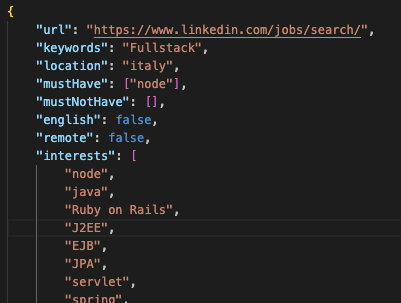 {
"url": "https://www.linkedin.com/jobs/search/",
"keywords": "Fullstack",
"location": "italy",
"mustHave": ["node"],
"mustNotHave": [],
"english": false,
"remote": false,
"interests": [
"node",
"java",
"Ruby on Rails",
"J2EE",
"EJB",
"JPA",
"servlet",
"spring",